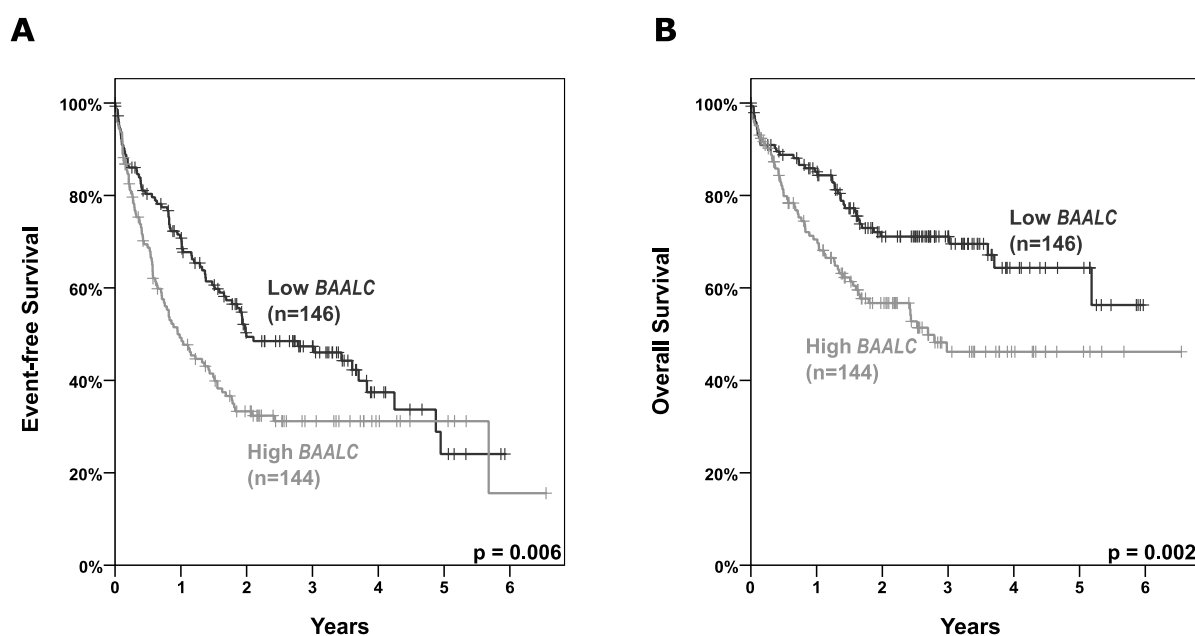 A
100%
80%
60%
40%
20%
0%
Event-free Survival
Low BAALC
(n=146)
High BAALC
(n=144)
p = 0.006
0 1 2 3 4 5 6
Years
B
100%
80%
60%
40%
20%
0%
Overall Survival
Low BAALC
(n=146)
High BAALC
(n=144)
p = 0.002
0 1 2 3 4 5 6
Years